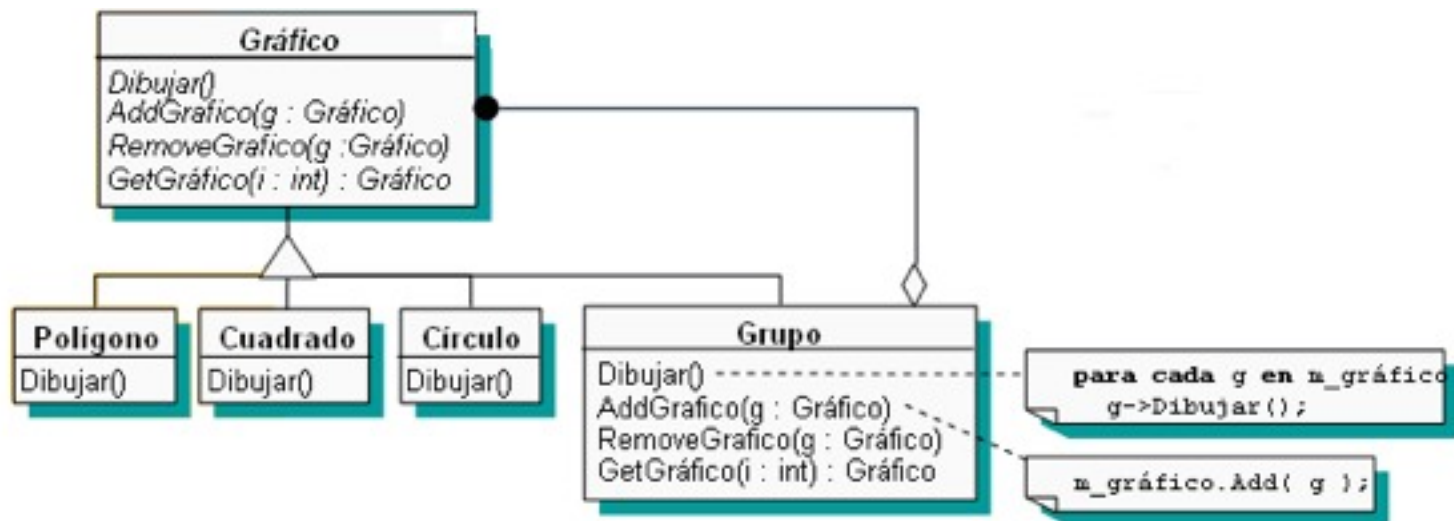 Gráfico
Dibujar()
AddGrafico(g : Gráfico)
RemoveGrafico(g :Gráfico)
GetGráfico(i : int) : Gráfico
Polígono
Dibujar()
Cuadrado
Dibujar()
Círculo
Dibujar()
Grupo
Dibujar()
AddGrafico(g : Gráfico)
RemoveGrafico(g : Gráfico)
GetGráfico(i : int) : Gráfico
para cada g en m_gráfico
g->Dibujar();
m_gráfico.Add( g );